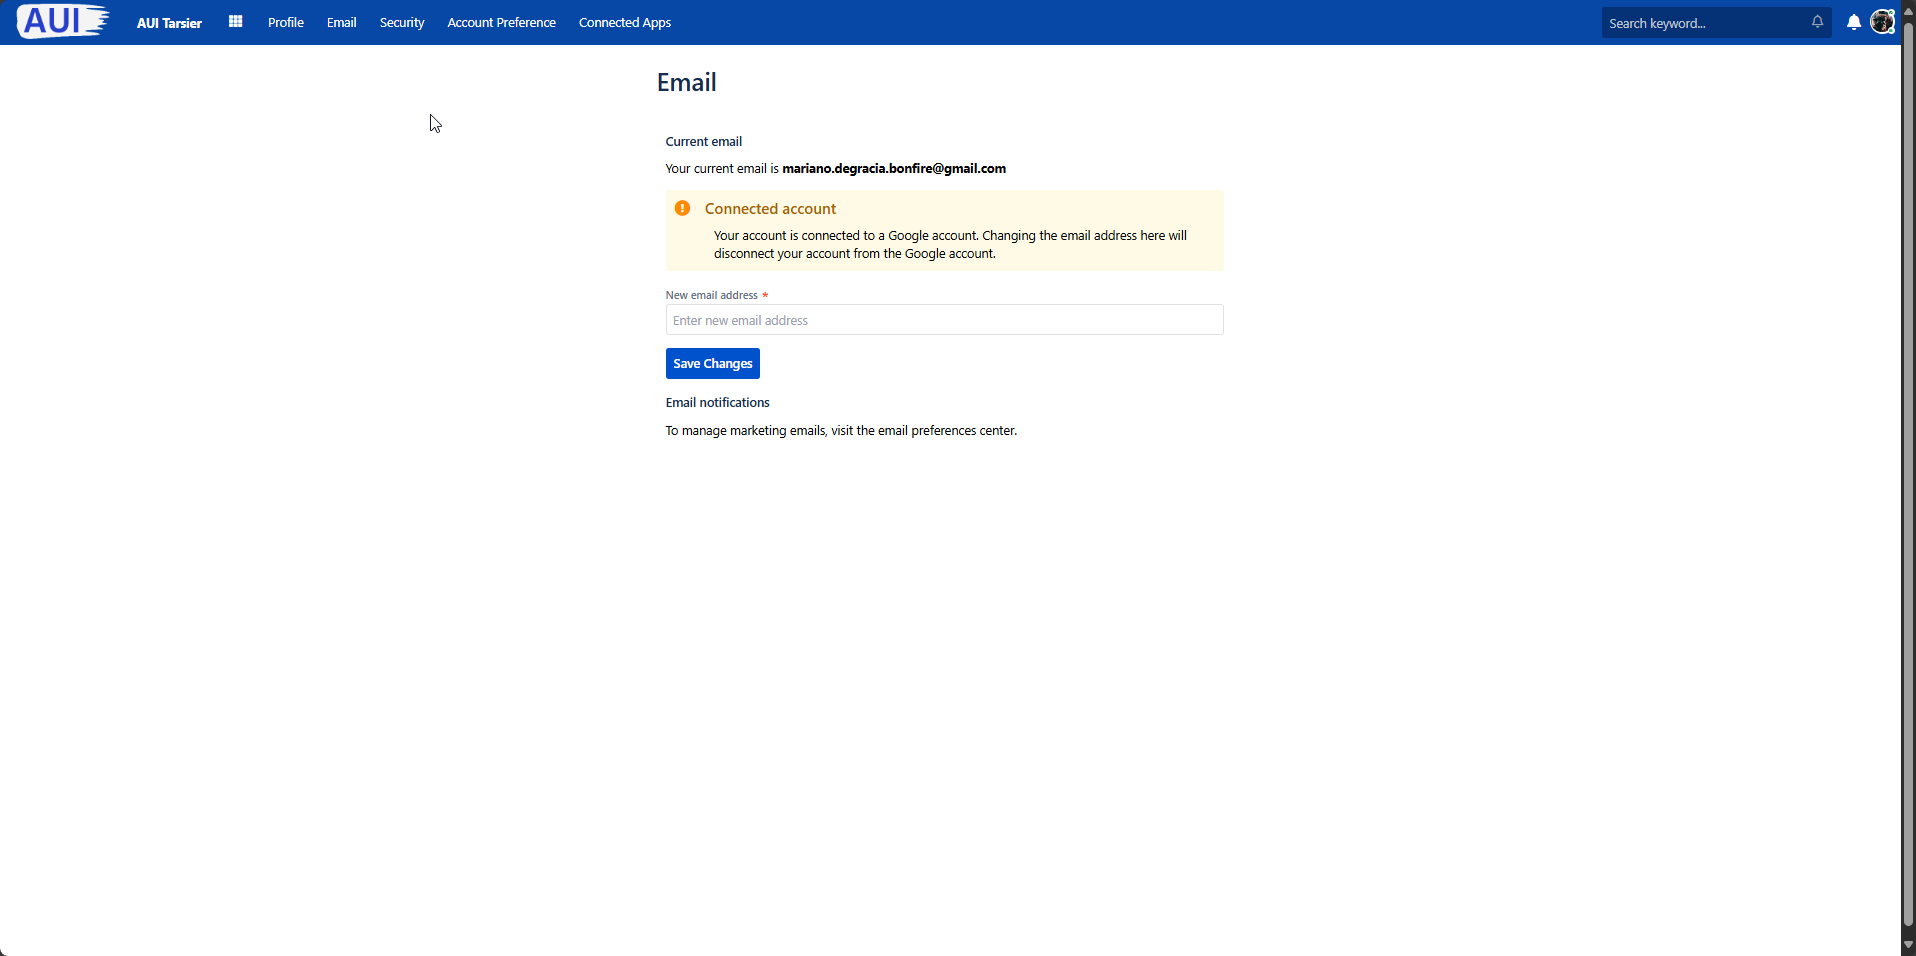 AUI
AUI Tarsier
Profile
Email
Security
Account Preference
Connected Apps
Search keyword...
Email
Current email
Your current email is mariano.degracia.bonfire@gmail.com
Connected account
Your account is connected to a Google account. Changing the email address here will
disconnect your account from the Google account.
New email address *
Enter new email address
Save Changes
Email notifications
To manage marketing emails, visit the email preferences center.